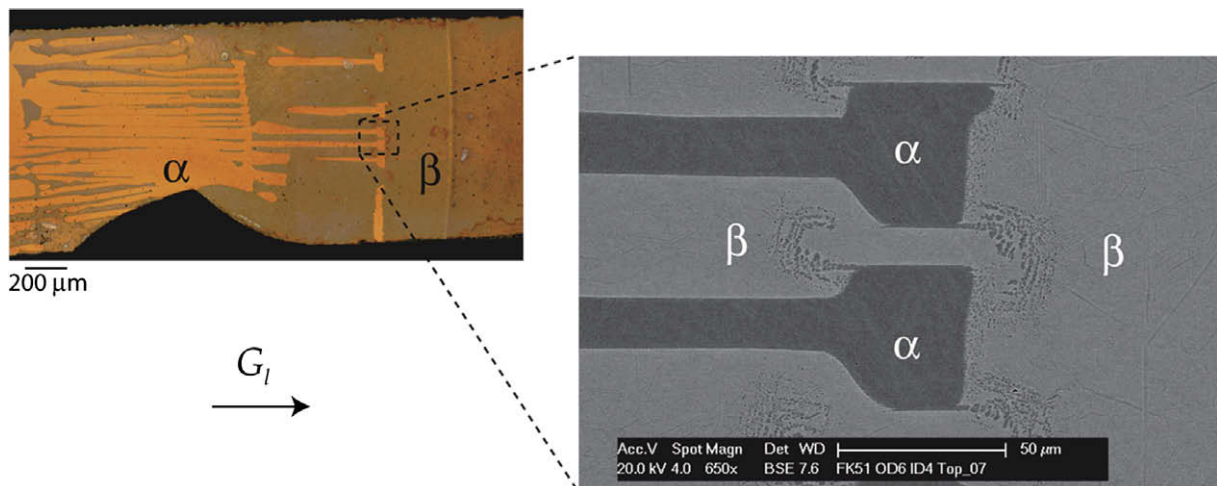 α
β
200 μm
G_l
α
β
β
α
Acc.V Spot Magn Det WD 50 μm
20.0 kV 4.0 650x BSE 7.6 FK51 OD6 ID4 Top_07